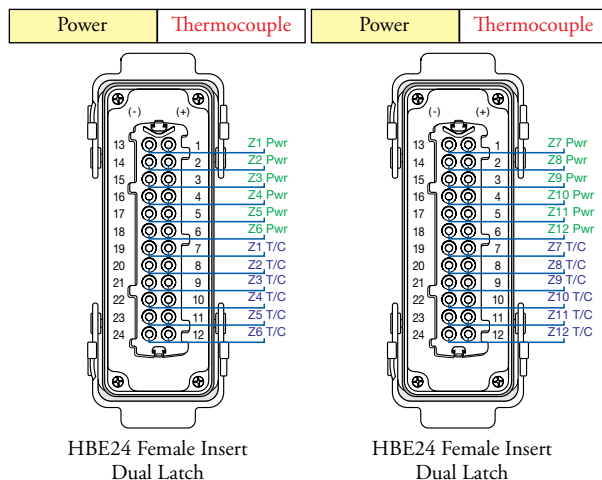 Power Thermocouple Power Thermocouple
(-) (+) (-) (+)
13 1 Z1 Pwr 13 1 Z7 Pwr
14 2 Z2 Pwr 14 2 Z8 Pwr
15 3 Z3 Pwr 15 3 Z9 Pwr
16 4 Z4 Pwr 16 4 Z10 Pwr
17 5 Z5 Pwr 17 5 Z11 Pwr
18 6 Z6 Pwr 18 6 Z12 Pwr
19 7 Z1 T/C 19 7 Z7 T/C
20 8 Z2 T/C 20 8 Z8 T/C
21 9 Z3 T/C 21 9 Z9 T/C
22 10 Z4 T/C 22 10 Z10 T/C
23 11 Z5 T/C 23 11 Z11 T/C
24 12 Z6 T/C 24 12 Z12 T/C
HBE24 Female Insert HBE24 Female Insert
Dual Latch Dual Latch